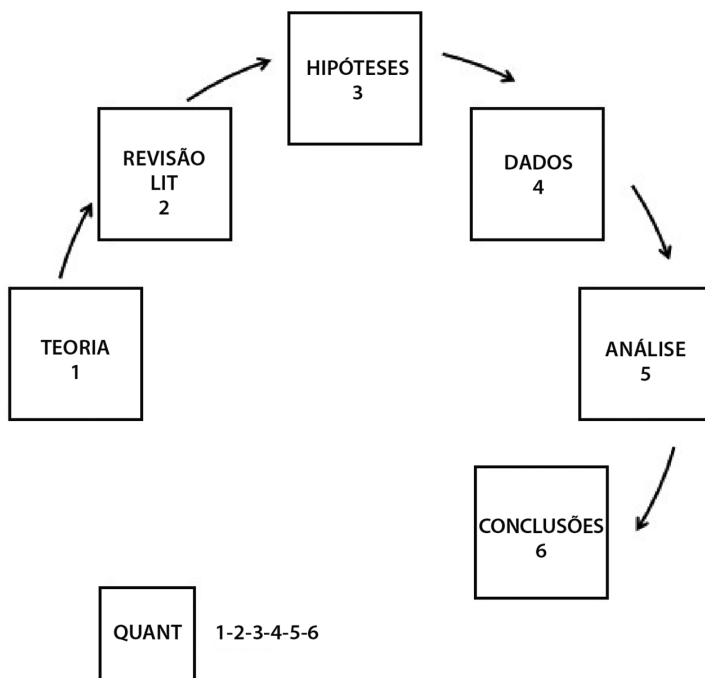 HIPÓTESES
3
REVISÃO
LIT
2
DADOS
4
TEORIA
1
ANÁLISE
5
CONCLUSÕES
6
QUANT 1-2-3-4-5-6